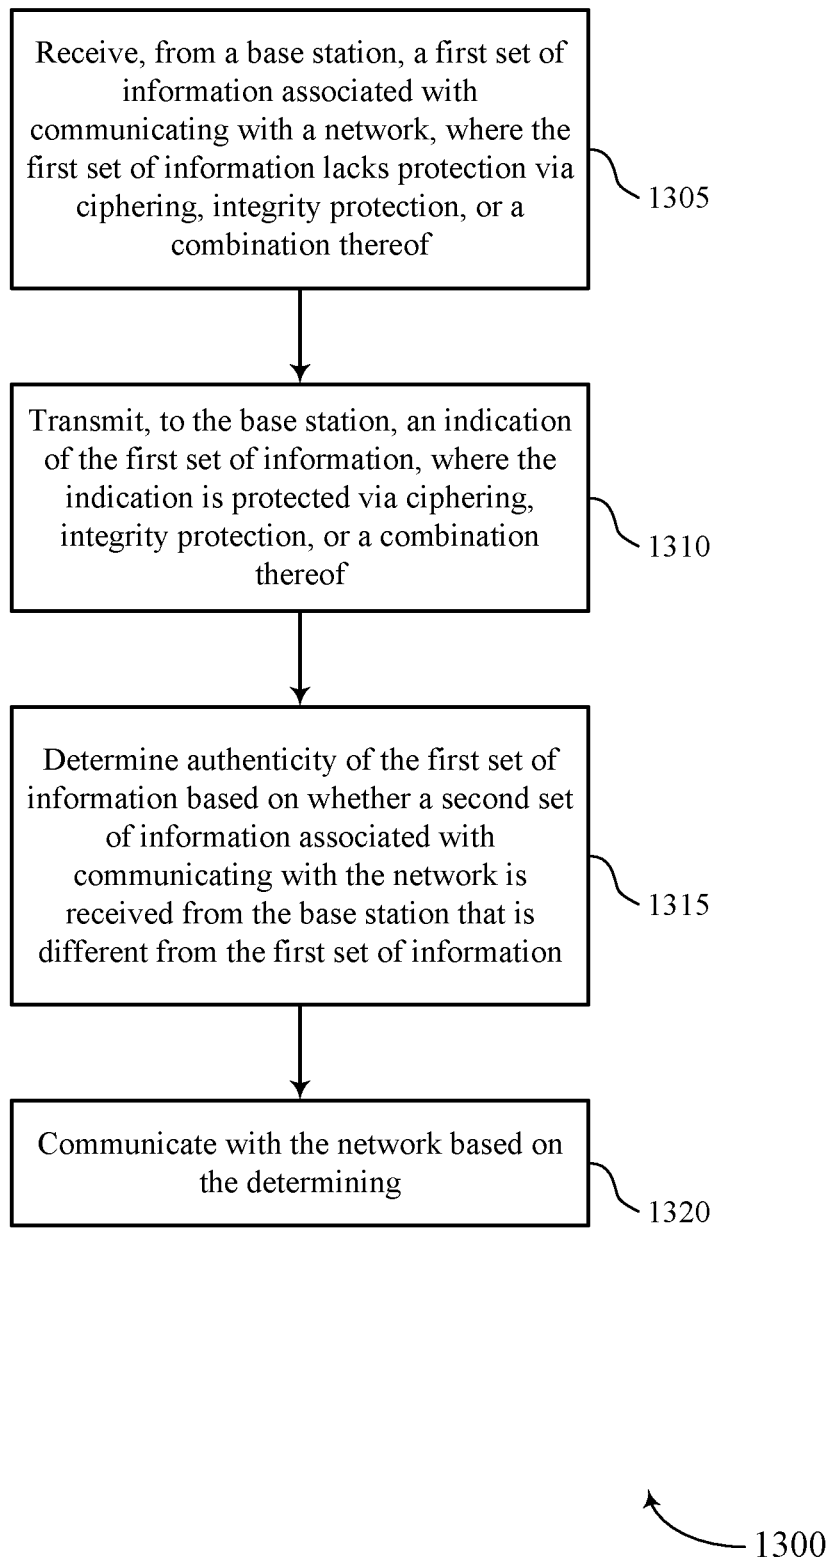 Receive, from a base station, a first set of
information associated with
communicating with a network, where the
first set of information lacks protection via
ciphering, integrity protection, or a
combination thereof
1305
Transmit, to the base station, an indication
of the first set of information, where the
indication is protected via ciphering,
integrity protection, or a combination
thereof
1310
Determine authenticity of the first set of
information based on whether a second set
of information associated with
communicating with the network is
received from the base station that is
different from the first set of information
1315
Communicate with the network based on
the determining
1320
1300